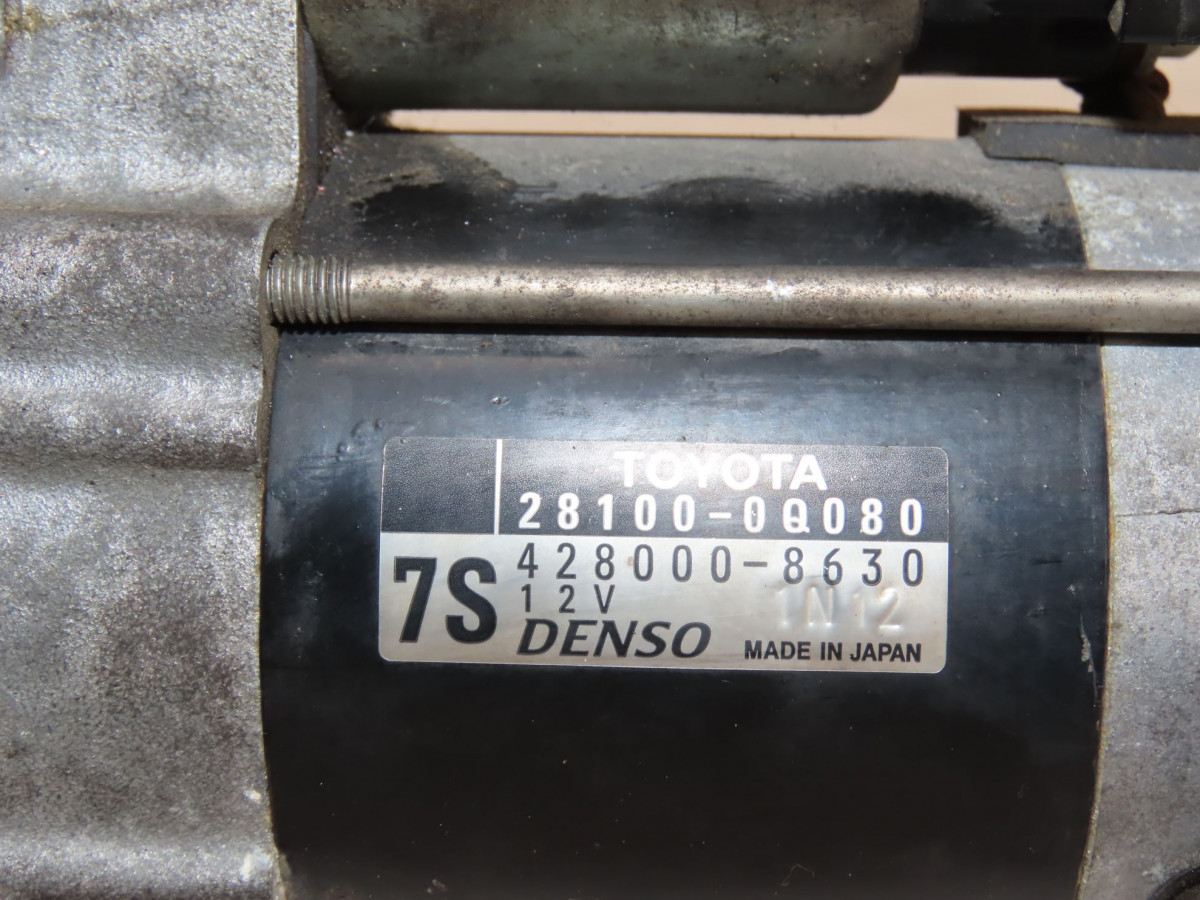 TOYOTA
28100-0Q080
428000-8630
7S
12V 1N12
DENSO MADE IN JAPAN